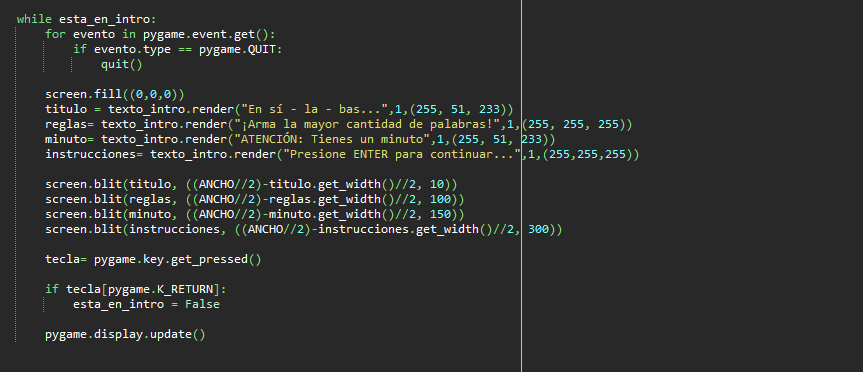 while esta_en_intro:
for evento in pygame.event.get():
if evento.type == pygame.QUIT:
quit()
screen.fill((0,0,0))
titulo = texto_intro.render("En sí - la - bas...",1,(255, 51, 233))
reglas= texto_intro.render("¡Arma la mayor cantidad de palabras!",1,(255, 255, 255))
minuto= texto_intro.render("ATENCIÓN: Tienes un minuto",1,(255, 51, 233))
instrucciones= texto_intro.render("Presione ENTER para continuar...",1,(255,255,255))
screen.blit(titulo, ((ANCHO//2)-titulo.get_width()//2, 10))
screen.blit(reglas, ((ANCHO//2)-reglas.get_width()//2, 100))
screen.blit(minuto, ((ANCHO//2)-minuto.get_width()//2, 150))
screen.blit(instrucciones, ((ANCHO//2)-instrucciones.get_width()//2, 300))
tecla= pygame.key.get_pressed()
if tecla[pygame.K_RETURN]:
esta_en_intro = False
pygame.display.update()